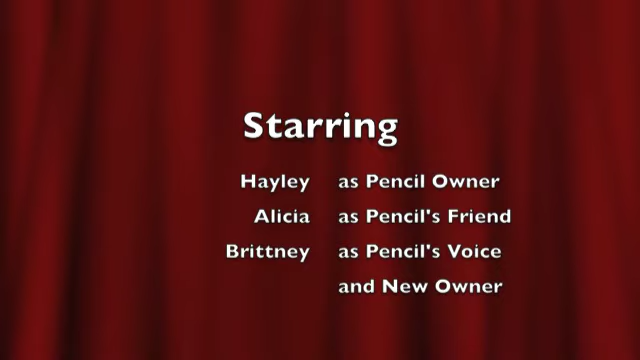 Starring
Hayley as Pencil Owner
Alicia as Pencil's Friend
Brittney as Pencil's Voice
and New Owner